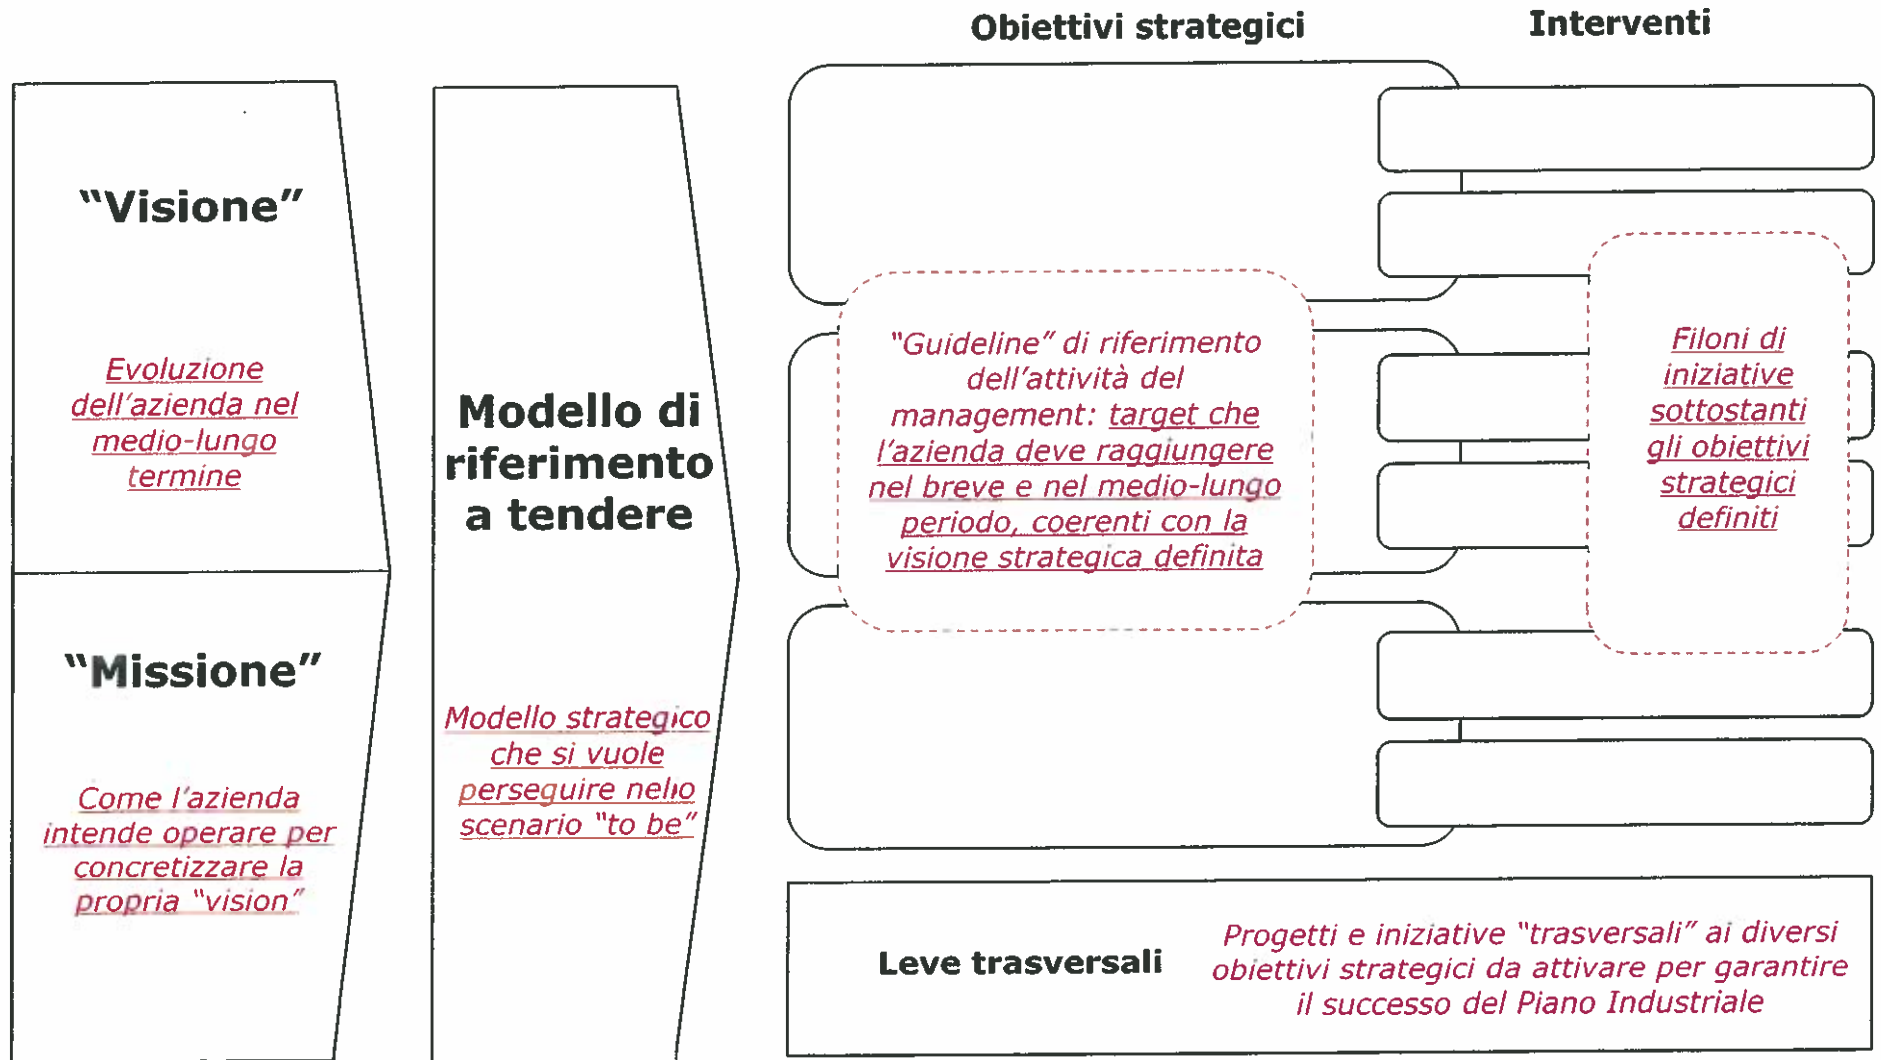 Obiettivi strategici
Interventi
"Visione"
Evoluzione
dell'azienda nel
medio-lungo
termine
"Missione"
Come l'azienda
intende operare per
concretizzare la
propria "vision"
Modello di
riferimento
a tendere
Modello strategico
che si vuole
perseguire nello
scenario "to be"
"Guideline" di riferimento
dell'attività del
management: target che
l'azienda deve raggiungere
nel breve e nel medio-lungo
periodo, coerenti con la
visione strategica definita
Filoni di
iniziative
sottostanti
gli obiettivi
strategici
definiti
Leve trasversali
Progetti e iniziative "trasversali" ai diversi
obiettivi strategici da attivare per garantire
il successo del Piano Industriale